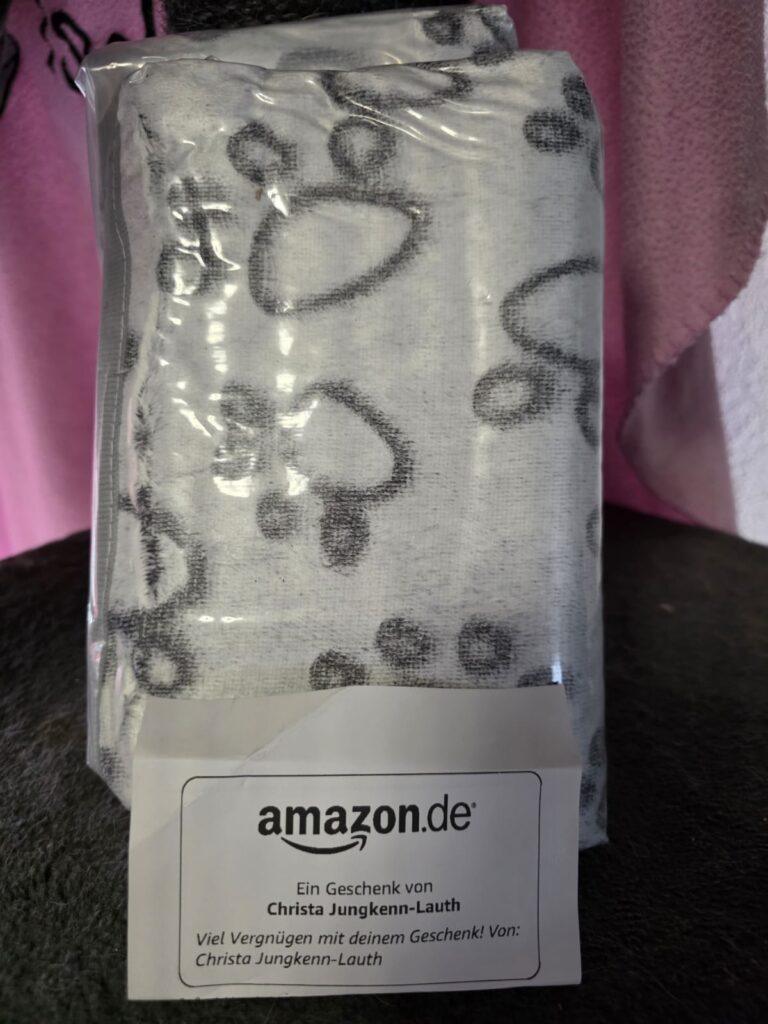 amazon.de
Ein Geschenk von
Christa Jungkenn-Lauth
Viel Vergnügen mit deinem Geschenk! Von:
Christa Jungkenn-Lauth